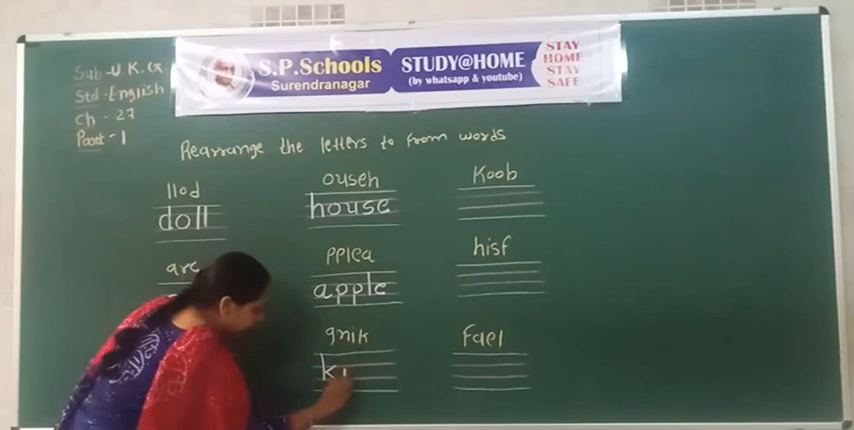 S.P.Schools
Surendranagar
STUDY@HOME
(by whatsapp & youtube)
STAY
HOME
STAY
SAFE
Sub-U.K.G
Std-English
Ch - 27
Part - 1
Rearrange the letters to from words
llod
doll
ouseh
house
Koob
are
pplea
apple
hisf
gnik
k
Fael